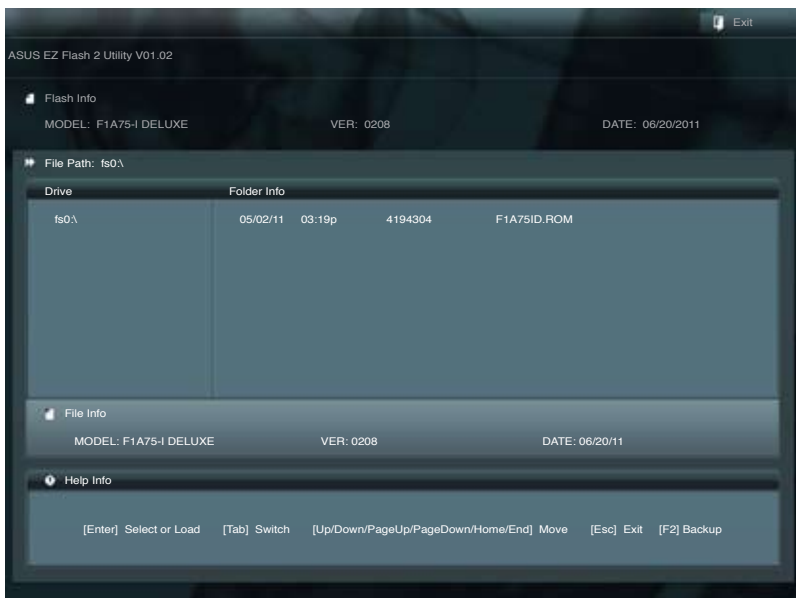 Exit
ASUS EZ Flash 2 Utility V01.02
Flash Info
MODEL: F1A75-I DELUXE VER: 0208 DATE: 06/20/2011
File Path: fs0:\
Drive Folder Info
fs0:\ 05/02/11 03:19p 4194304 F1A75ID.ROM
File Info
MODEL: F1A75-I DELUXE VER: 0208 DATE: 06/20/11
Help Info
[Enter] Select or Load [Tab] Switch [Up/Down/PageUp/PageDown/Home/End] Move [Esc] Exit [F2] Backup